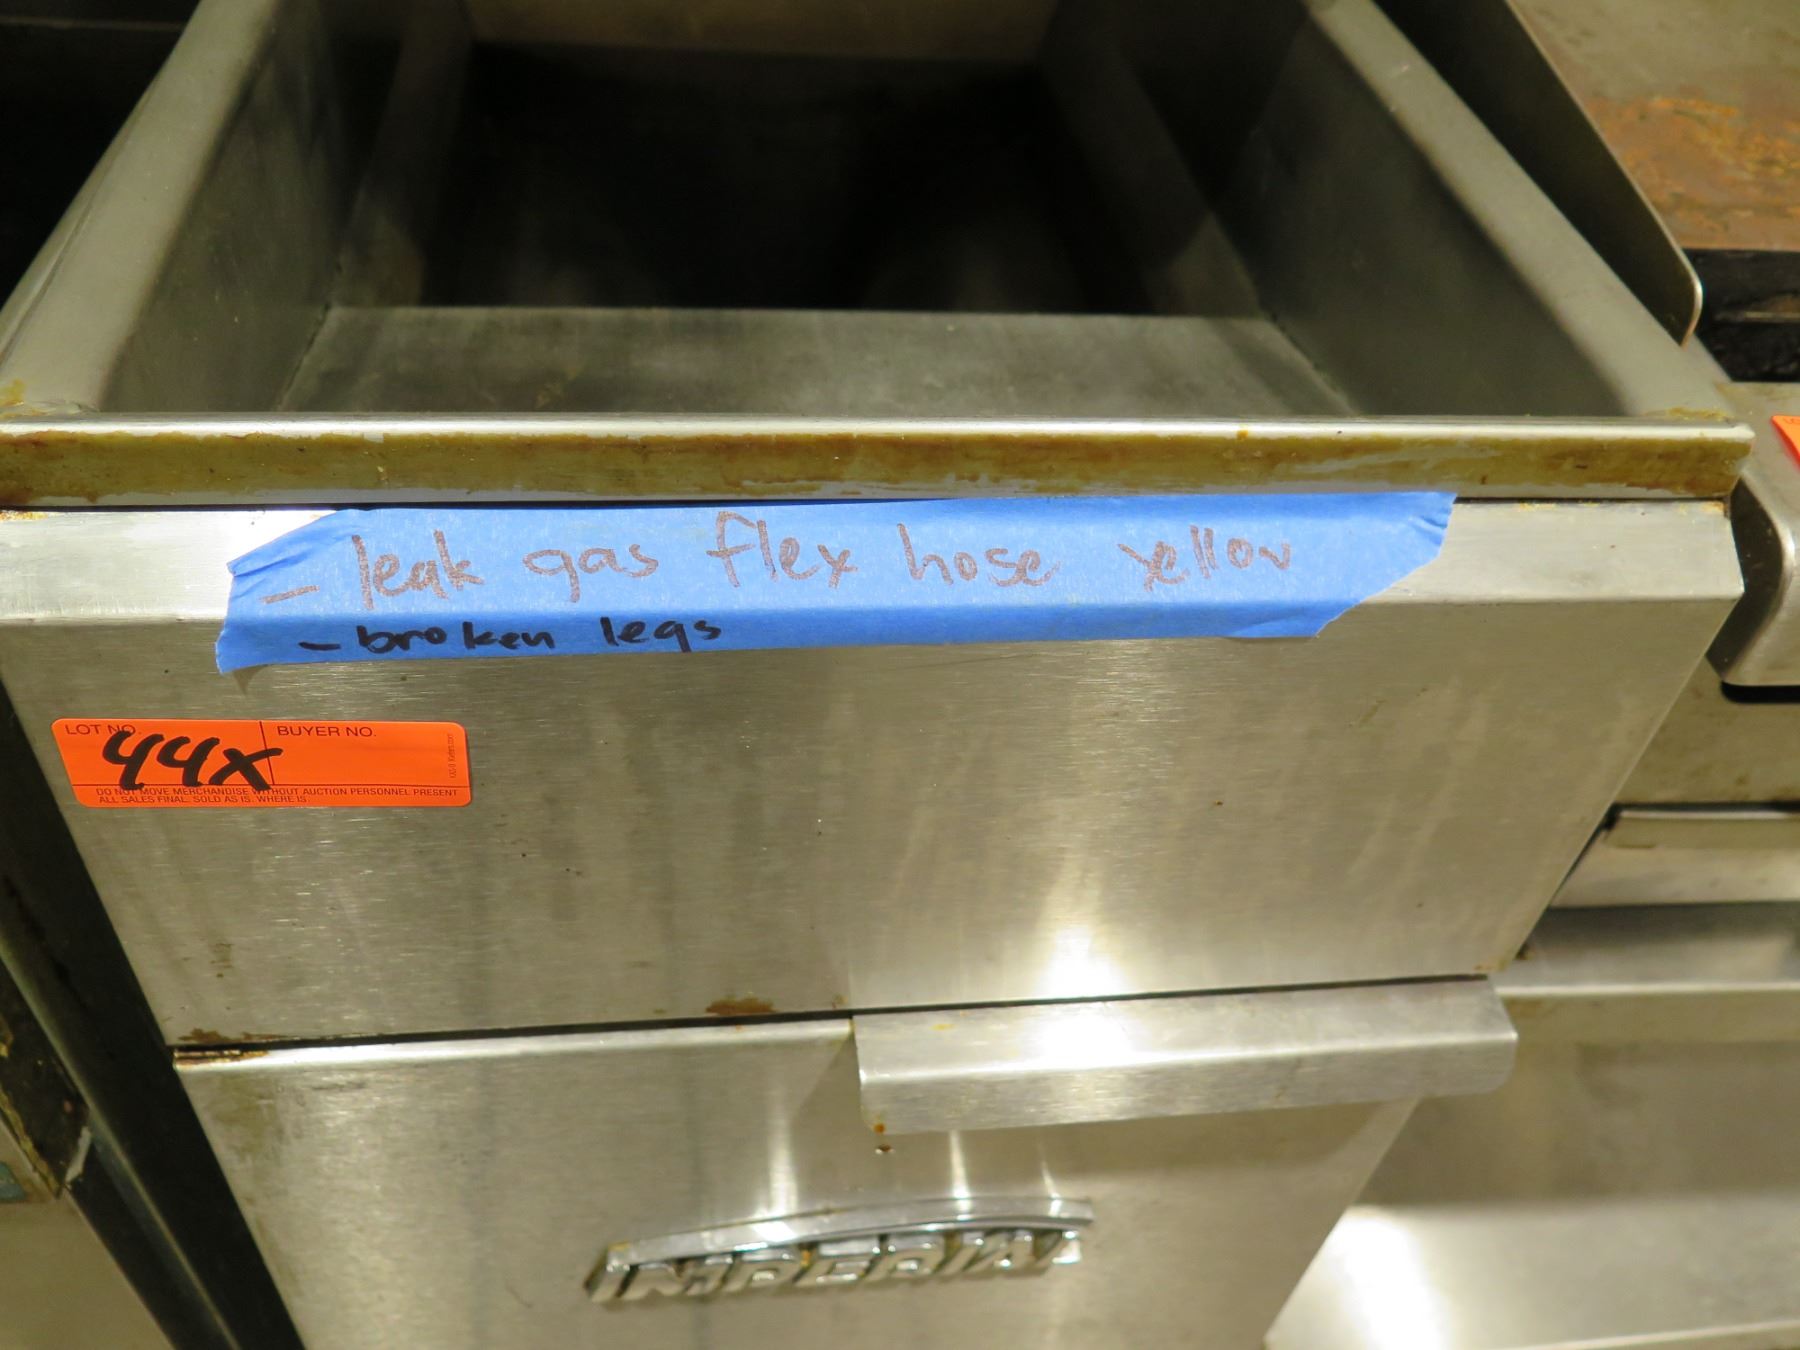 - leak gas flex hose yellow
- broken legs
LOT NO. BUYER NO.
44x
DO NOT MOVE MERCHANDISE WITHOUT AUCTION PERSONNEL PRESENT
ALL SALES FINAL. SOLD AS IS. WHERE IS.
IMPERIAL